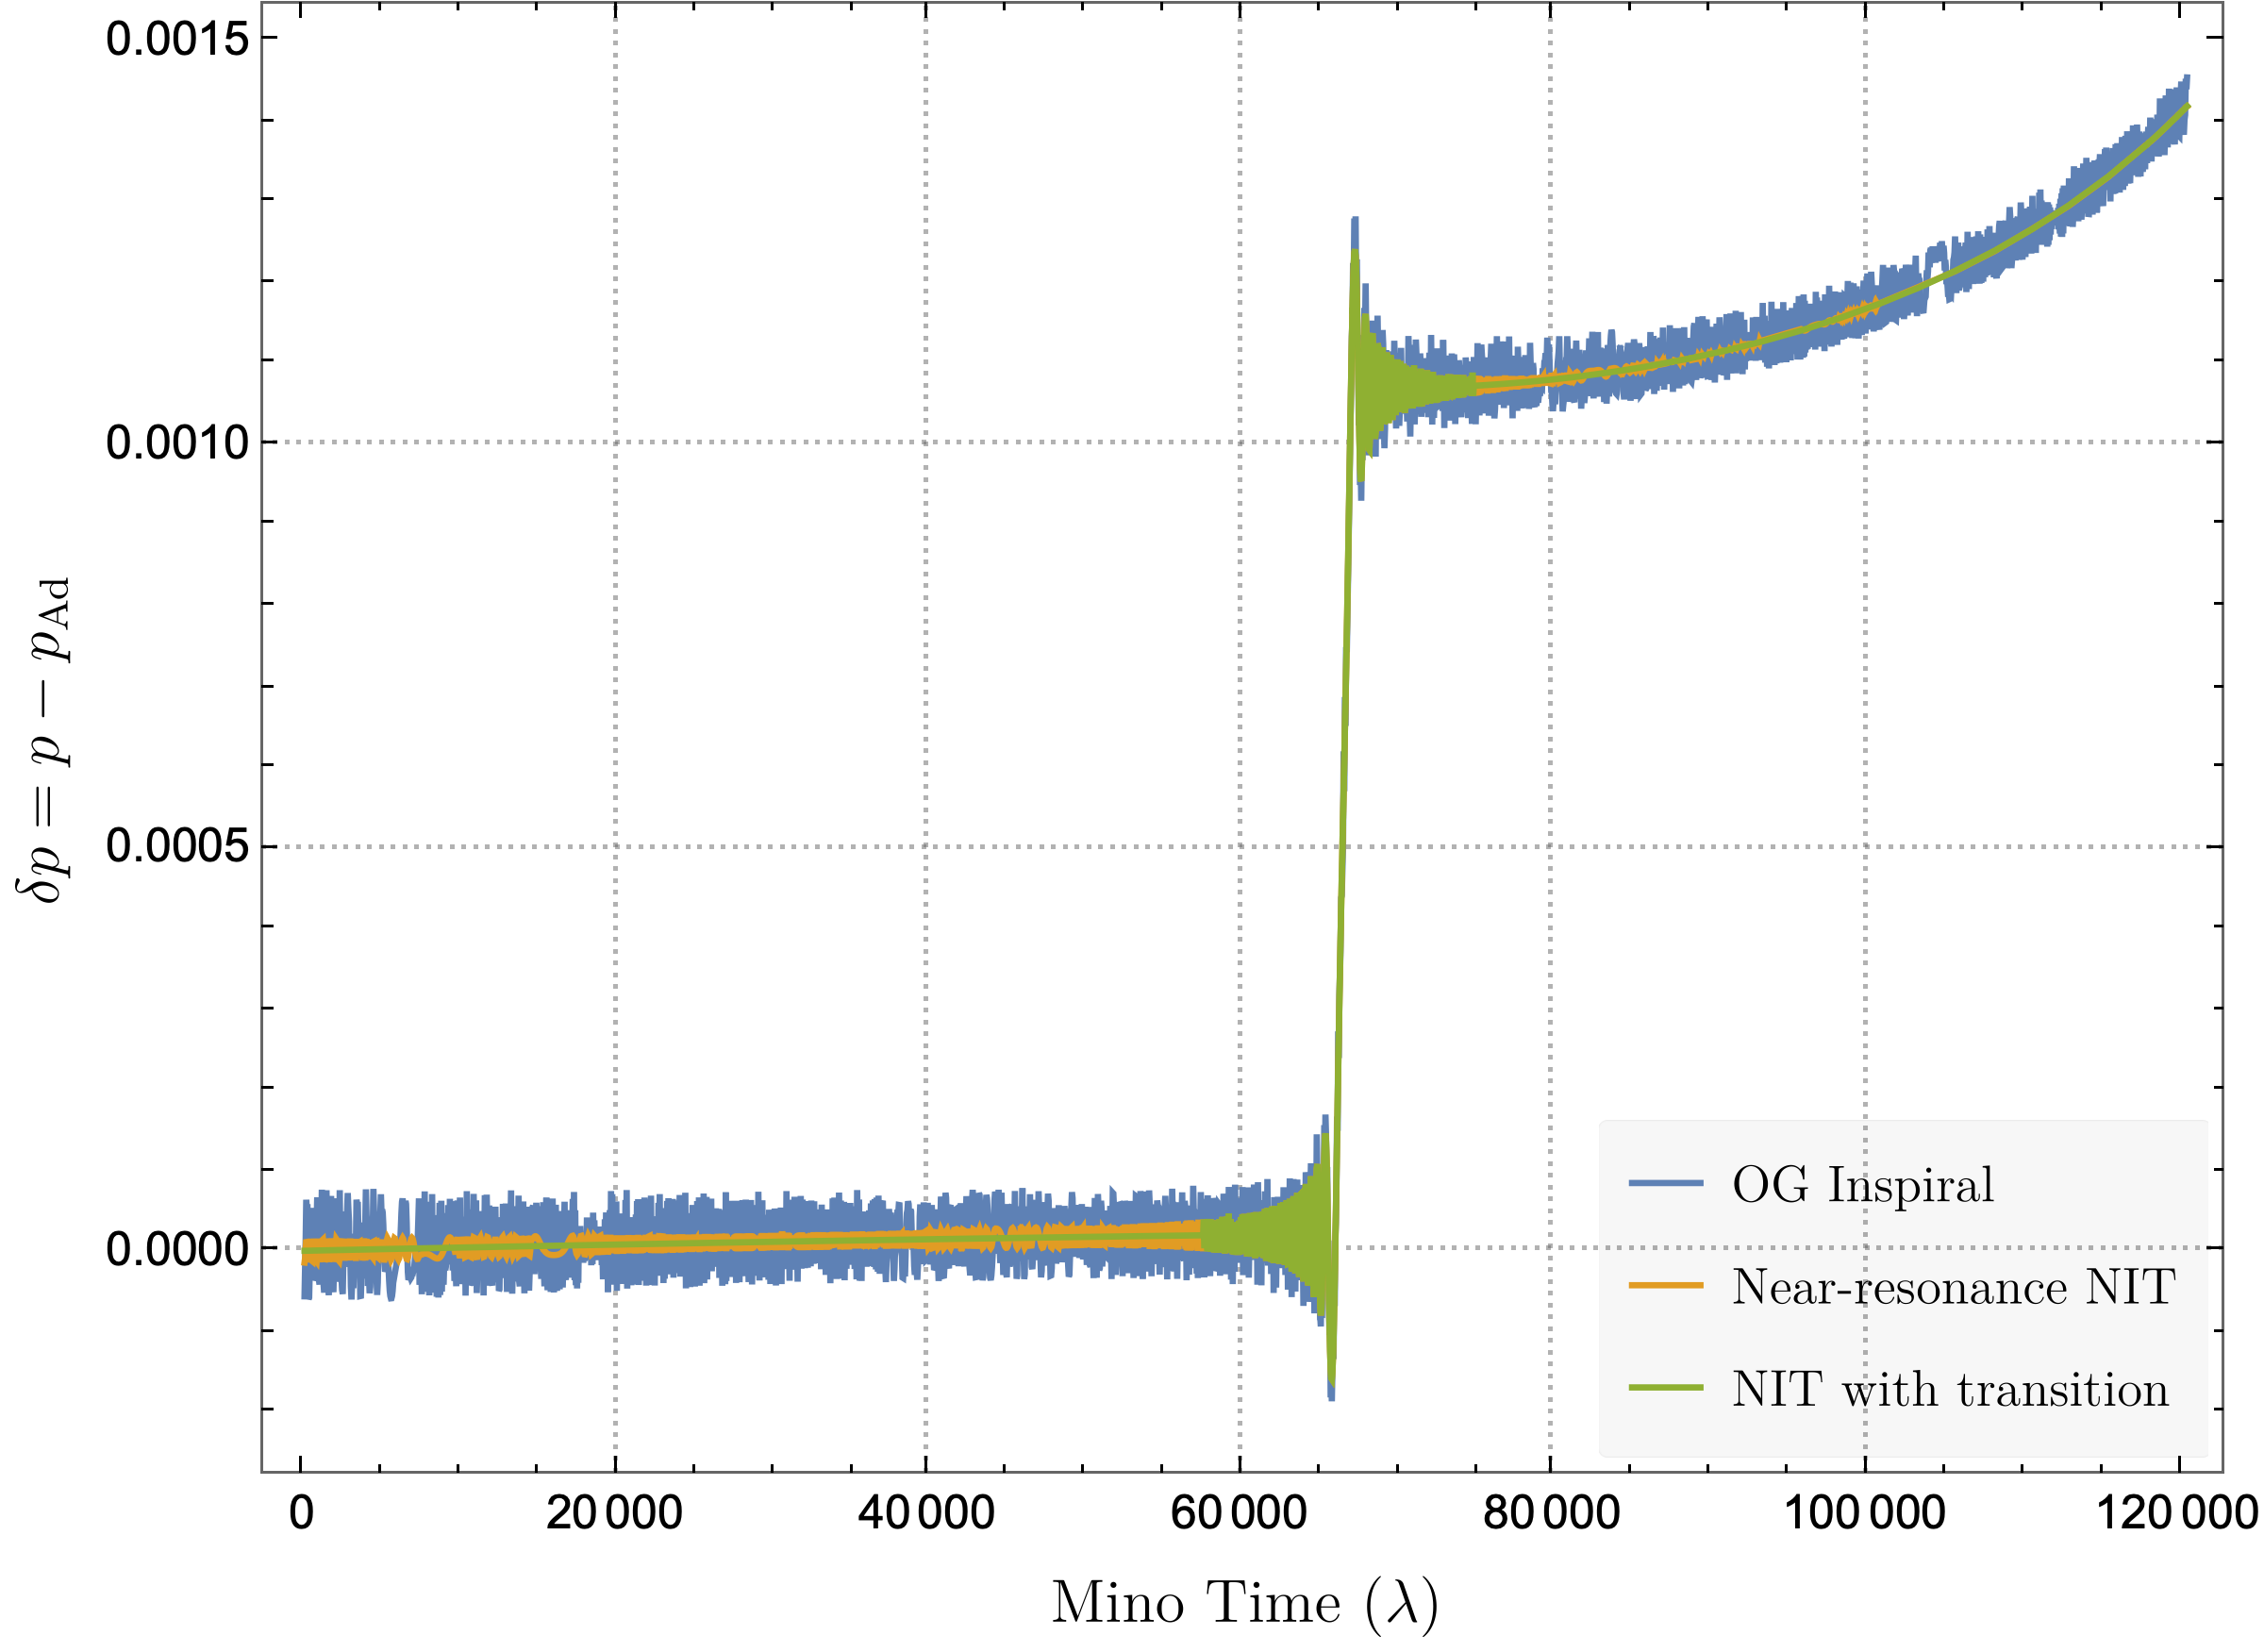 0.0015
0.0010
0.0005
0.0000
δp = p − pAd
0 20 000 40 000 60 000 80 000 100 000 120 000
Mino Time (λ)
OG Inspiral
Near-resonance NIT
NIT with transition